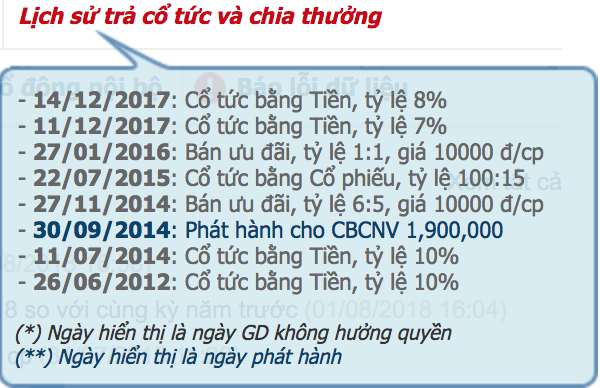 Lịch sử trả cổ tức và chia thưởng
ổ đông nội bộ Báo lỗi dữ liệu
- 14/12/2017: Cổ tức bằng Tiền, tỷ lệ 8%
- 11/12/2017: Cổ tức bằng Tiền, tỷ lệ 7%
- 27/01/2016: Bán ưu đãi, tỷ lệ 1:1, giá 10000 đ/cp
- 22/07/2015: Cổ tức bằng Cổ phiếu, tỷ lệ 100:15
Xem tất cả
- 27/11/2014: Bán ưu đãi, tỷ lệ 6:5, giá 10000 đ/cp
- 30/09/2014: Phát hành cho CBCNV 1,900,000
- 11/07/2014: Cổ tức bằng Tiền, tỷ lệ 10%
- 26/06/2012: Cổ tức bằng Tiền, tỷ lệ 10%
8 so với cùng kỳ năm trước (01/08/2018 16:04)
(*) Ngày hiển thị là ngày GD không hưởng quyền
(**) Ngày hiển thị là ngày phát hành